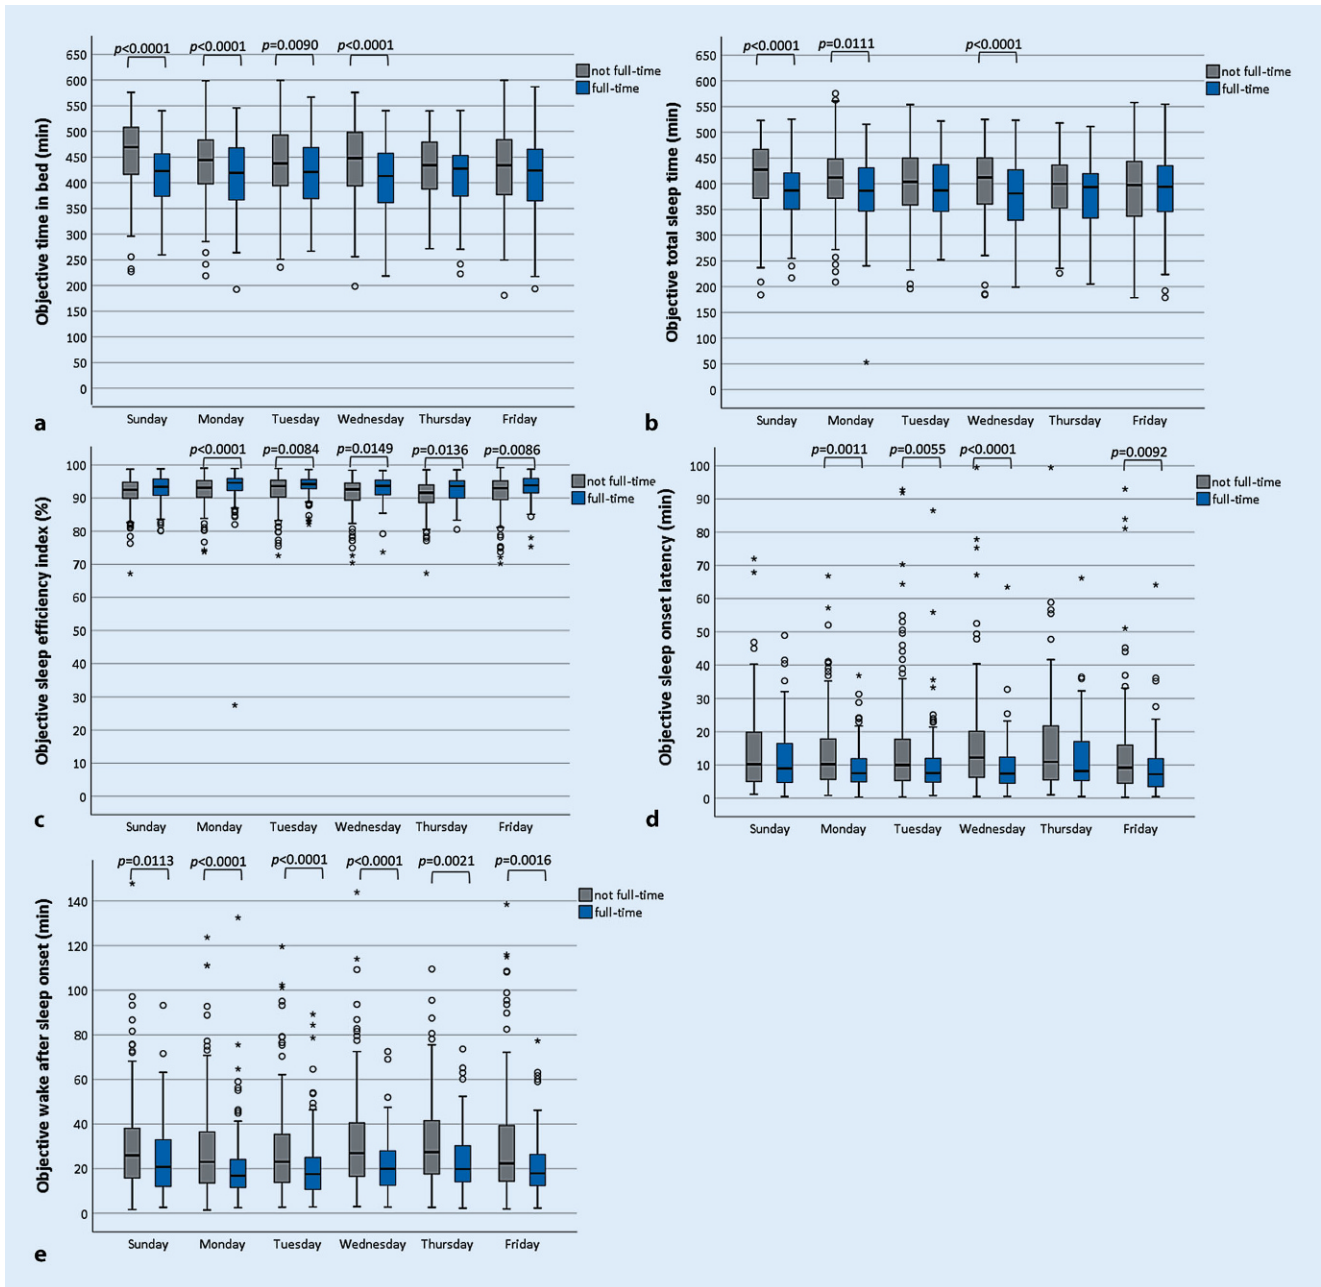 p<0.0001 p<0.0001 p=0.0090 p<0.0001
650
600
550
500
450
400
350
300
250
200
150
100
50
0
Objective time in bed (min)
not full-time
full-time
Sunday Monday Tuesday Wednesday Thursday Friday
a
p<0.0001 p=0.0111 p<0.0001
650
600
550
500
450
400
350
300
250
200
150
100
50
0
Objective total sleep time (min)
not full-time
full-time
Sunday Monday Tuesday Wednesday Thursday Friday
b
p<0.0001 p=0.0084 p=0.0149 p=0.0136 p=0.0086
100
90
80
70
60
50
40
30
20
10
0
Objective sleep efficiency index (%)
not full-time
full-time
Sunday Monday Tuesday Wednesday Thursday Friday
c
p=0.0011 p=0.0055 p<0.0001 p=0.0092
100
90
80
70
60
50
40
30
20
10
0
Objective sleep onset latency (min)
not full-time
full-time
Sunday Monday Tuesday Wednesday Thursday Friday
d
p=0.0113 p<0.0001 p<0.0001 p<0.0001 p=0.0021 p=0.0016
140
120
100
80
60
40
20
0
Objective wake after sleep onset (min)
not full-time
full-time
Sunday Monday Tuesday Wednesday Thursday Friday
e